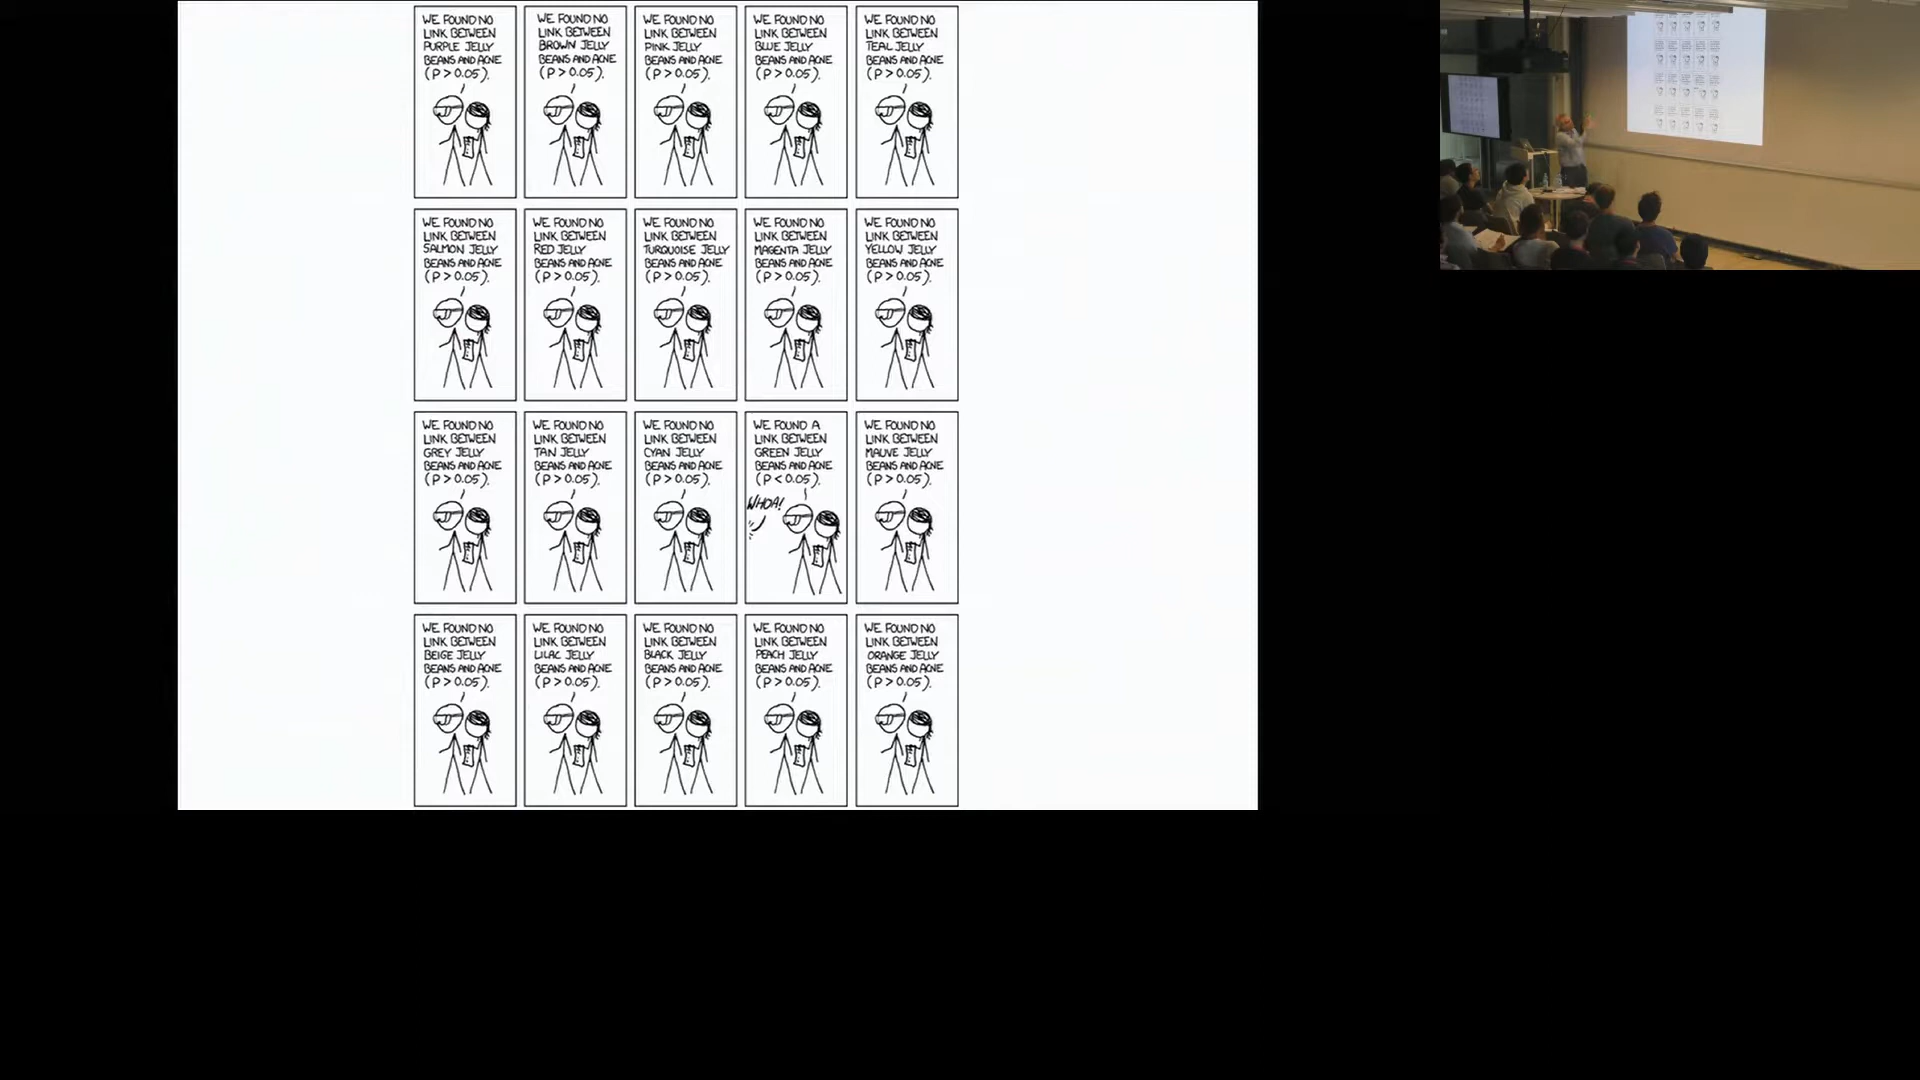 WE FOUND NO
LINK BETWEEN
PURPLE JELLY
BEANS AND ACNE
(P > 0.05).
WE FOUND NO
LINK BETWEEN
BROWN JELLY
BEANS AND ACNE
(P > 0.05).
WE FOUND NO
LINK BETWEEN
PINK JELLY
BEANS AND ACNE
(P > 0.05).
WE FOUND NO
LINK BETWEEN
BLUE JELLY
BEANS AND ACNE
(P > 0.05).
WE FOUND NO
LINK BETWEEN
TEAL JELLY
BEANS AND ACNE
(P > 0.05).
WE FOUND NO
LINK BETWEEN
SALMON JELLY
BEANS AND ACNE
(P > 0.05).
WE FOUND NO
LINK BETWEEN
RED JELLY
BEANS AND ACNE
(P > 0.05).
WE FOUND NO
LINK BETWEEN
TURQUOISE JELLY
BEANS AND ACNE
(P > 0.05).
WE FOUND NO
LINK BETWEEN
MAGENTA JELLY
BEANS AND ACNE
(P > 0.05).
WE FOUND NO
LINK BETWEEN
YELLOW JELLY
BEANS AND ACNE
(P > 0.05).
WE FOUND NO
LINK BETWEEN
GREY JELLY
BEANS AND ACNE
(P > 0.05).
WE FOUND NO
LINK BETWEEN
TAN JELLY
BEANS AND ACNE
(P > 0.05).
WE FOUND NO
LINK BETWEEN
CYAN JELLY
BEANS AND ACNE
(P > 0.05).
WE FOUND A
LINK BETWEEN
GREEN JELLY
BEANS AND ACNE
(P < 0.05).
WHOA!
WE FOUND NO
LINK BETWEEN
MAUVE JELLY
BEANS AND ACNE
(P > 0.05).
WE FOUND NO
LINK BETWEEN
BEIGE JELLY
BEANS AND ACNE
(P > 0.05).
WE FOUND NO
LINK BETWEEN
LILAC JELLY
BEANS AND ACNE
(P > 0.05).
WE FOUND NO
LINK BETWEEN
BLACK JELLY
BEANS AND ACNE
(P > 0.05).
WE FOUND NO
LINK BETWEEN
PEACH JELLY
BEANS AND ACNE
(P > 0.05).
WE FOUND NO
LINK BETWEEN
ORANGE JELLY
BEANS AND ACNE
(P > 0.05).